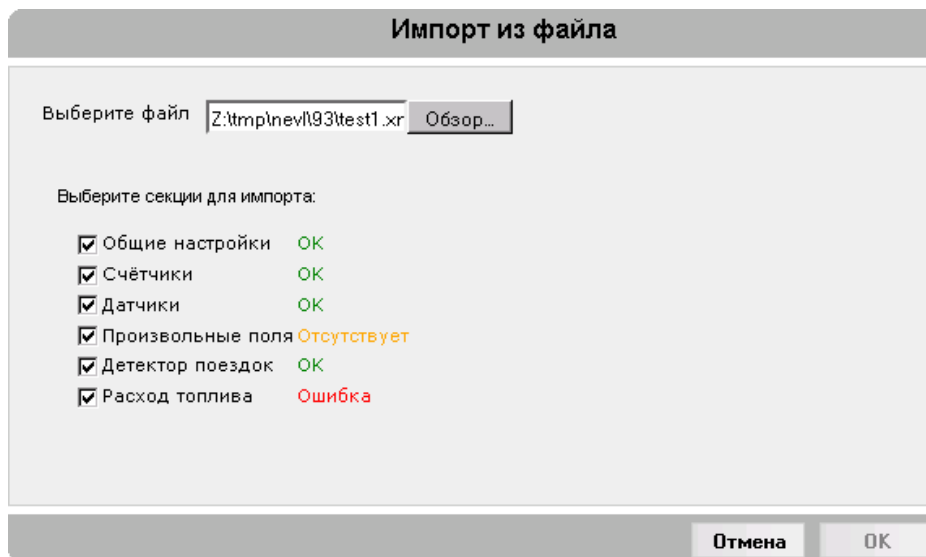 Импорт из файла
Выберите файл Z:\tmp\nevl\93\test1.xr Обзор...
Выберите секции для импорта:
Общие настройки OK
Счётчики OK
Датчики OK
Произвольные поля Отсутствует
Детектор поездок OK
Расход топлива Ошибка
Отмена OK